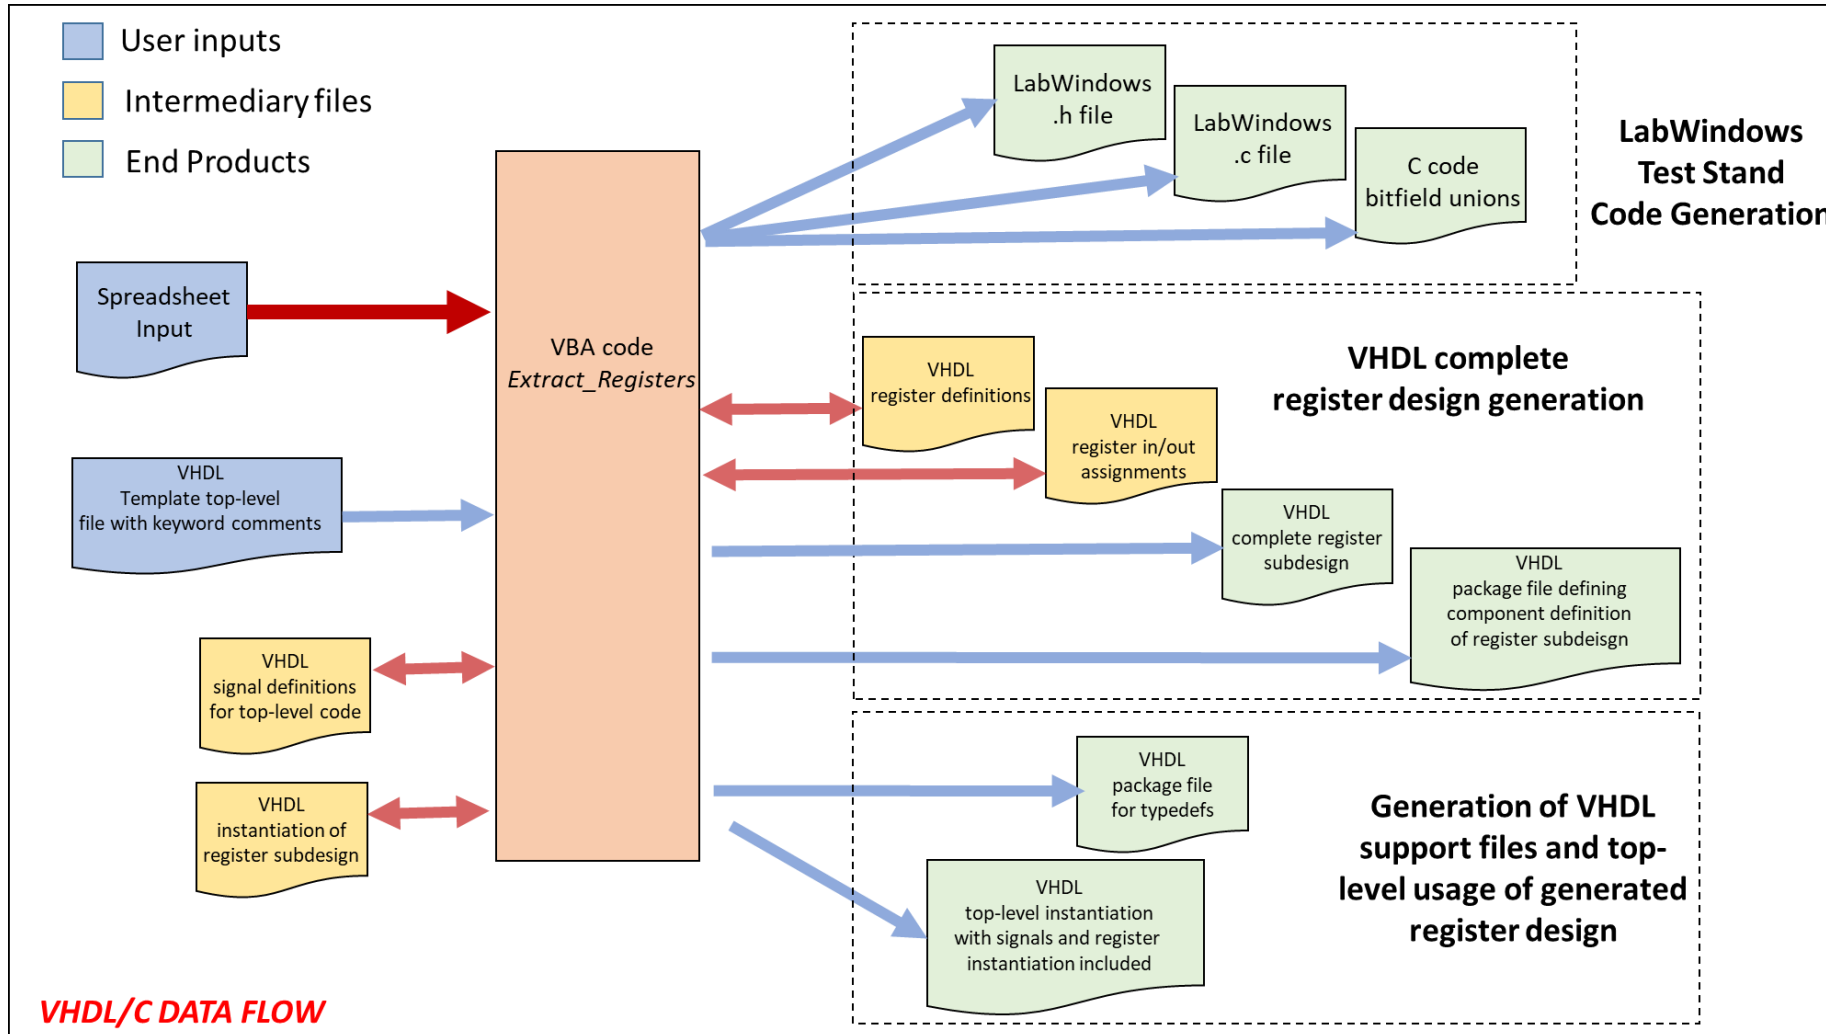 User inputs
Intermediary files
End Products
LabWindows
.h file
LabWindows
.c file
C code
bitfield unions
LabWindows
Test Stand
Code Generation
Spreadsheet
Input
VBA code
Extract_Registers
VHDL
register definitions
VHDL
register in/out
assignments
VHDL complete
register design generation
VHDL
Template top-level
file with keyword comments
VHDL
complete register
subdesign
VHDL
package file defining
component definition
of register subdeisgn
VHDL
signal definitions
for top-level code
VHDL
instantiation of
register subdesign
VHDL
package file
for typedefs
VHDL
top-level instantiation
with signals and register
instantiation included
Generation of VHDL
support files and top-
level usage of generated
register design
VHDL/C DATA FLOW